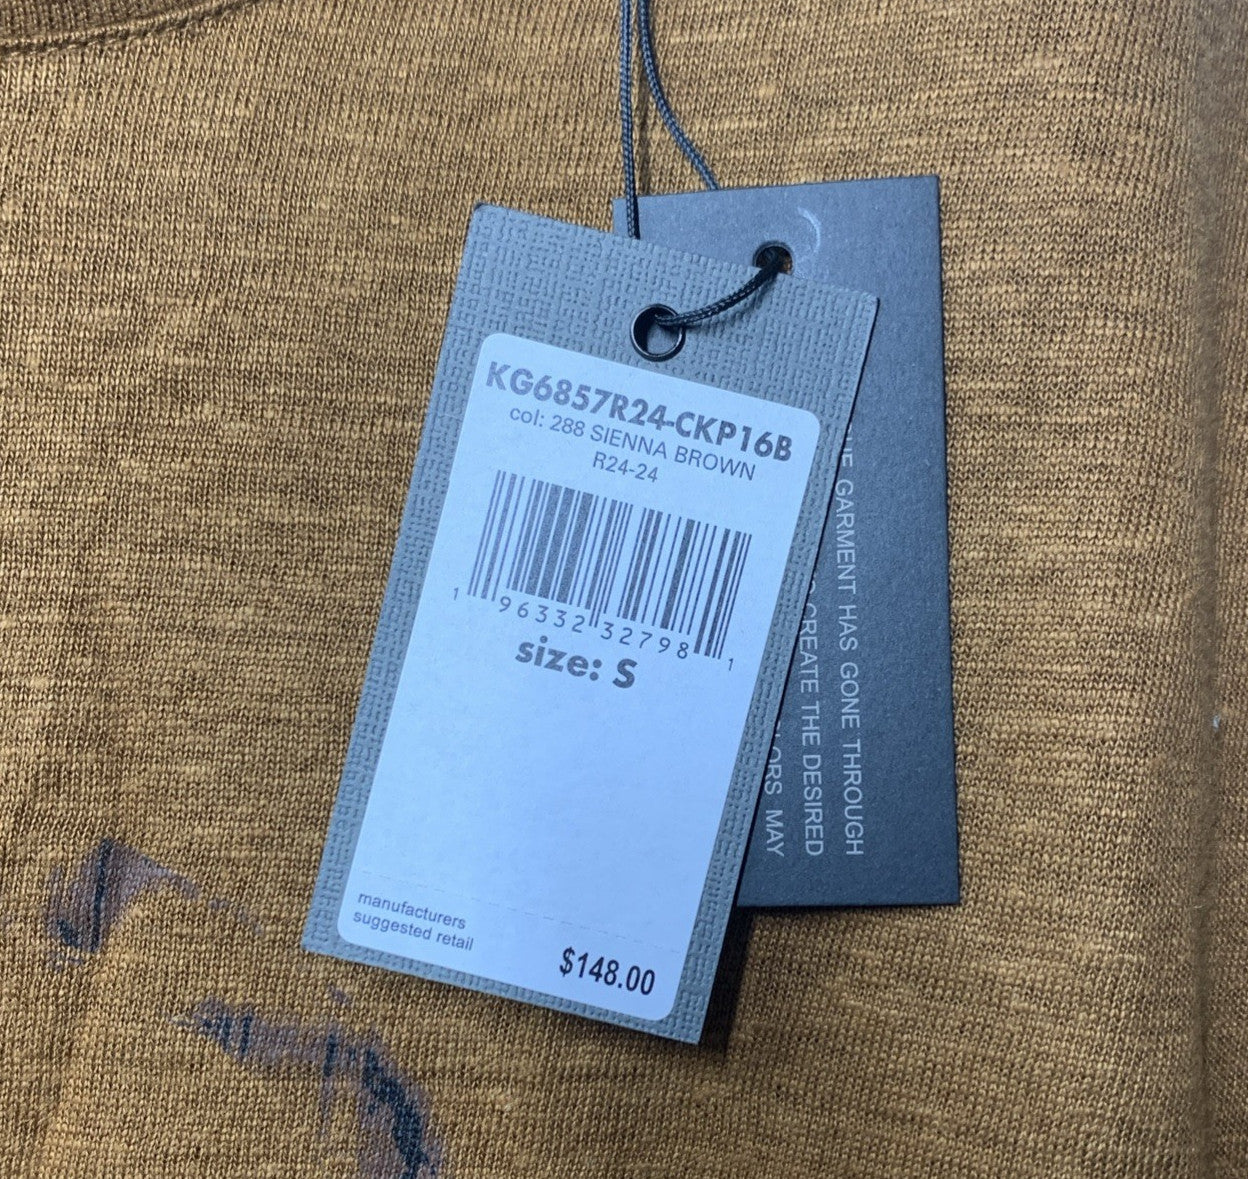 KG6857R24-CKP16B
col: 288 SIENNA BROWN
R24-24
1 96332 32798 1
size: S
manufacturers
suggested retail
$148.00
GARMENT HAS GONE THROUGH
CREATE THE DESIRED
MAY